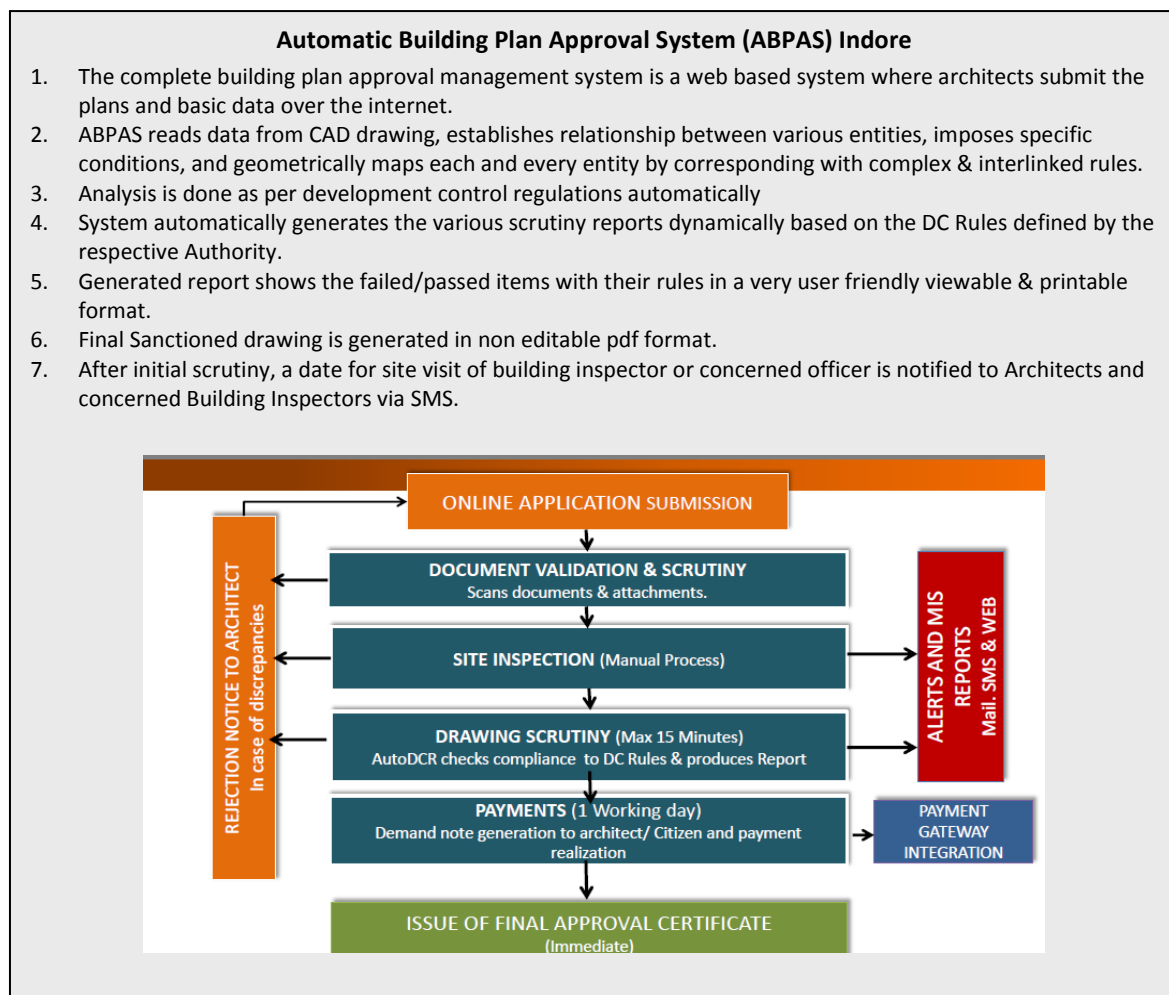 Automatic Building Plan Approval System (ABPAS) Indore
1. The complete building plan approval management system is a web based system where architects submit the
plans and basic data over the internet.
2. ABPAS reads data from CAD drawing, establishes relationship between various entities, imposes specific
conditions, and geometrically maps each and every entity by corresponding with complex & interlinked rules.
3. Analysis is done as per development control regulations automatically
4. System automatically generates the various scrutiny reports dynamically based on the DC Rules defined by the
respective Authority.
5. Generated report shows the failed/passed items with their rules in a very user friendly viewable & printable
format.
6. Final Sanctioned drawing is generated in non editable pdf format.
7. After initial scrutiny, a date for site visit of building inspector or concerned officer is notified to Architects and
concerned Building Inspectors via SMS.
ONLINE APPLICATION SUBMISSION
REJECTION NOTICE TO ARCHITECT
In case of discrepancies
DOCUMENT VALIDATION & SCRUTINY
Scans documents & attachments.
SITE INSPECTION (Manual Process)
DRAWING SCRUTINY (Max 15 Minutes)
AutoDCR checks compliance to DC Rules & produces Report
ALERTS AND MIS
REPORTS
Mail. SMS & WEB
PAYMENTS (1 Working day)
Demand note generation to architect/ Citizen and payment
realization
PAYMENT
GATEWAY
INTEGRATION
ISSUE OF FINAL APPROVAL CERTIFICATE
(Immediate)